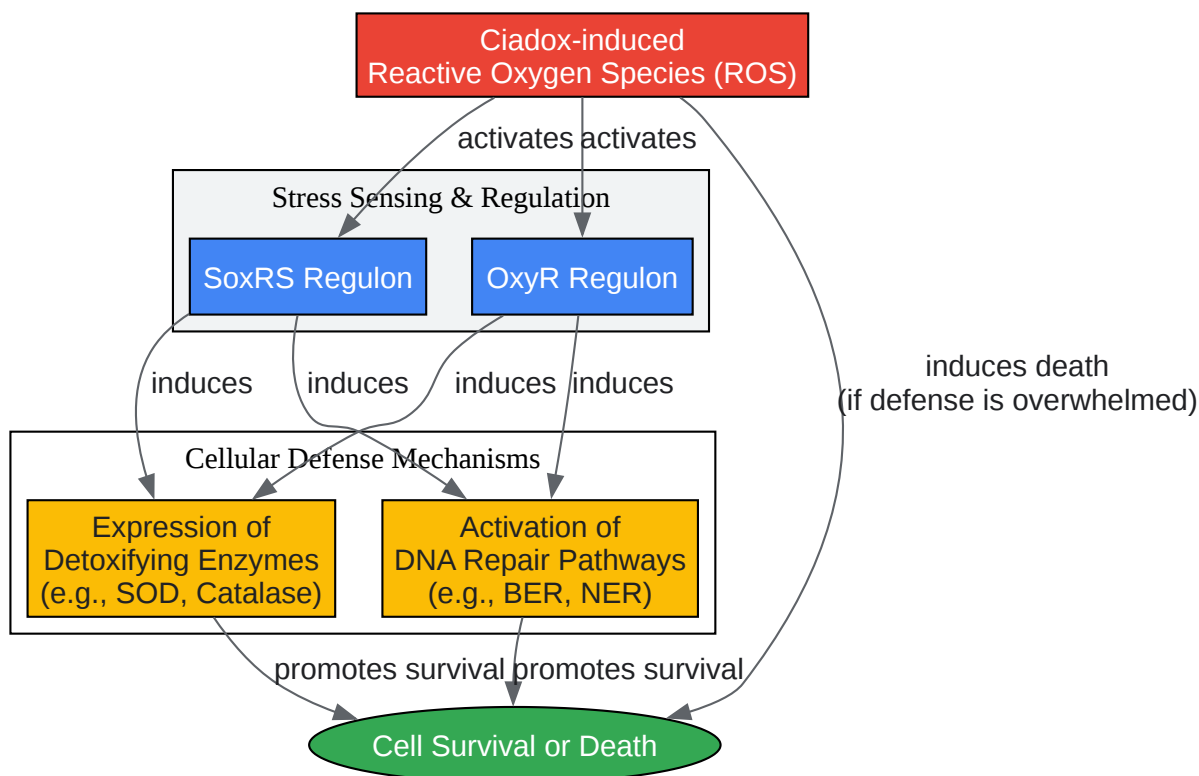 Ciadox-induced
Reactive Oxygen Species (ROS)
activates
activates
Stress Sensing & Regulation
SoxRS Regulon
OxyR Regulon
induces
induces
induces
induces
induces death
(if defense is overwhelmed)
Cellular Defense Mechanisms
Expression of
Detoxifying Enzymes
(e.g., SOD, Catalase)
Activation of
DNA Repair Pathways
(e.g., BER, NER)
promotes survival
promotes survival
Cell Survival or Death